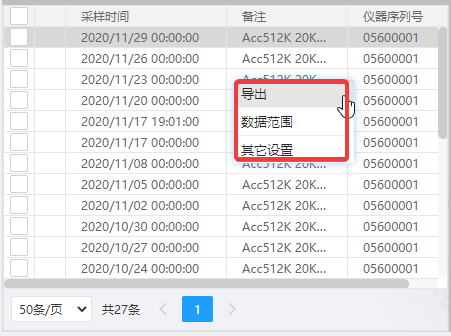 采样时间 备注 仪器序列号
2020/11/29 00:00:00 Acc512K 20K... 05600001
2020/11/26 00:00:00 Acc512K 20K... 05600001
2020/11/23 00:00:00 Acc512K 20K... 05600001
2020/11/20 00:00:00 导出 05600001
2020/11/17 19:01:00 数据范围 05600001
2020/11/17 00:00:00 其它设置 05600001
2020/11/08 00:00:00 Acc512K 20K... 05600001
2020/11/05 00:00:00 Acc512K 20K... 05600001
2020/11/02 00:00:00 Acc512K 20K... 05600001
2020/10/30 00:00:00 Acc512K 20K... 05600001
2020/10/27 00:00:00 Acc512K 20K... 05600001
2020/10/24 00:00:00 Acc512K 20K... 05600001
50条/页 共27条 1